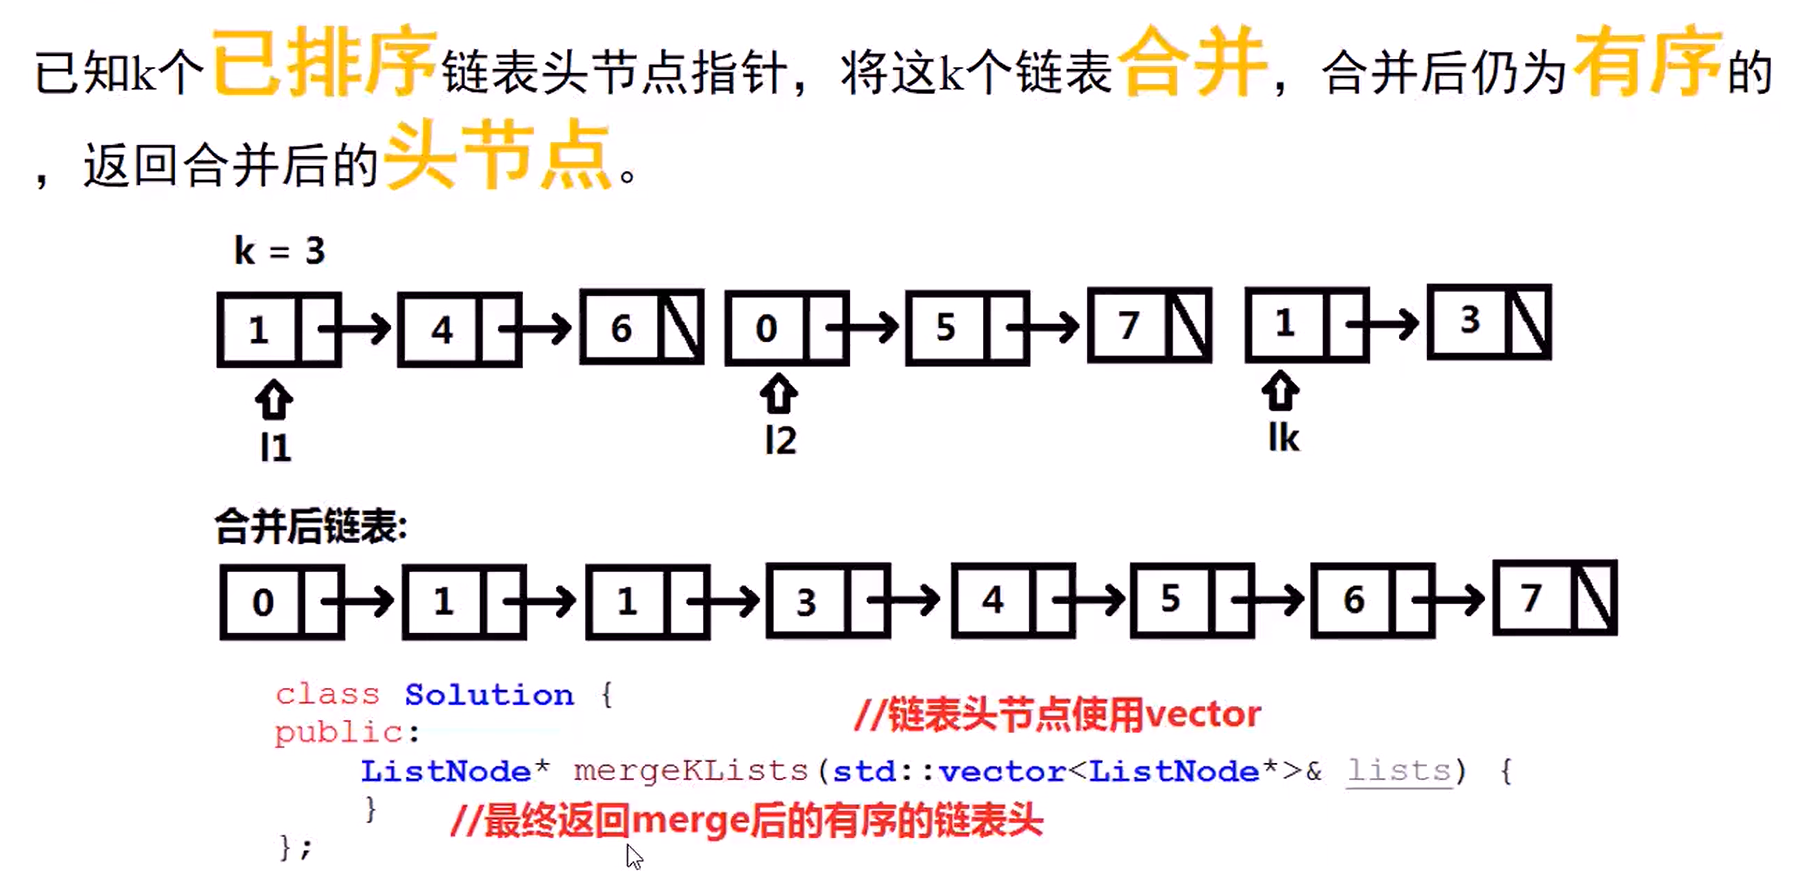 已知k个已排序链表头节点指针，将这k个链表合并，合并后仍为有序的
，返回合并后的头节点。
k = 3
1 4 6 0 5 7 1 3
l1 l2 lk
合并后链表:
0 1 1 3 4 5 6 7
class Solution {
//链表头节点使用vector
public:
ListNode* mergeKLists(std::vector<ListNode*>& lists) {
}
//最终返回merge后的有序的链表头
};